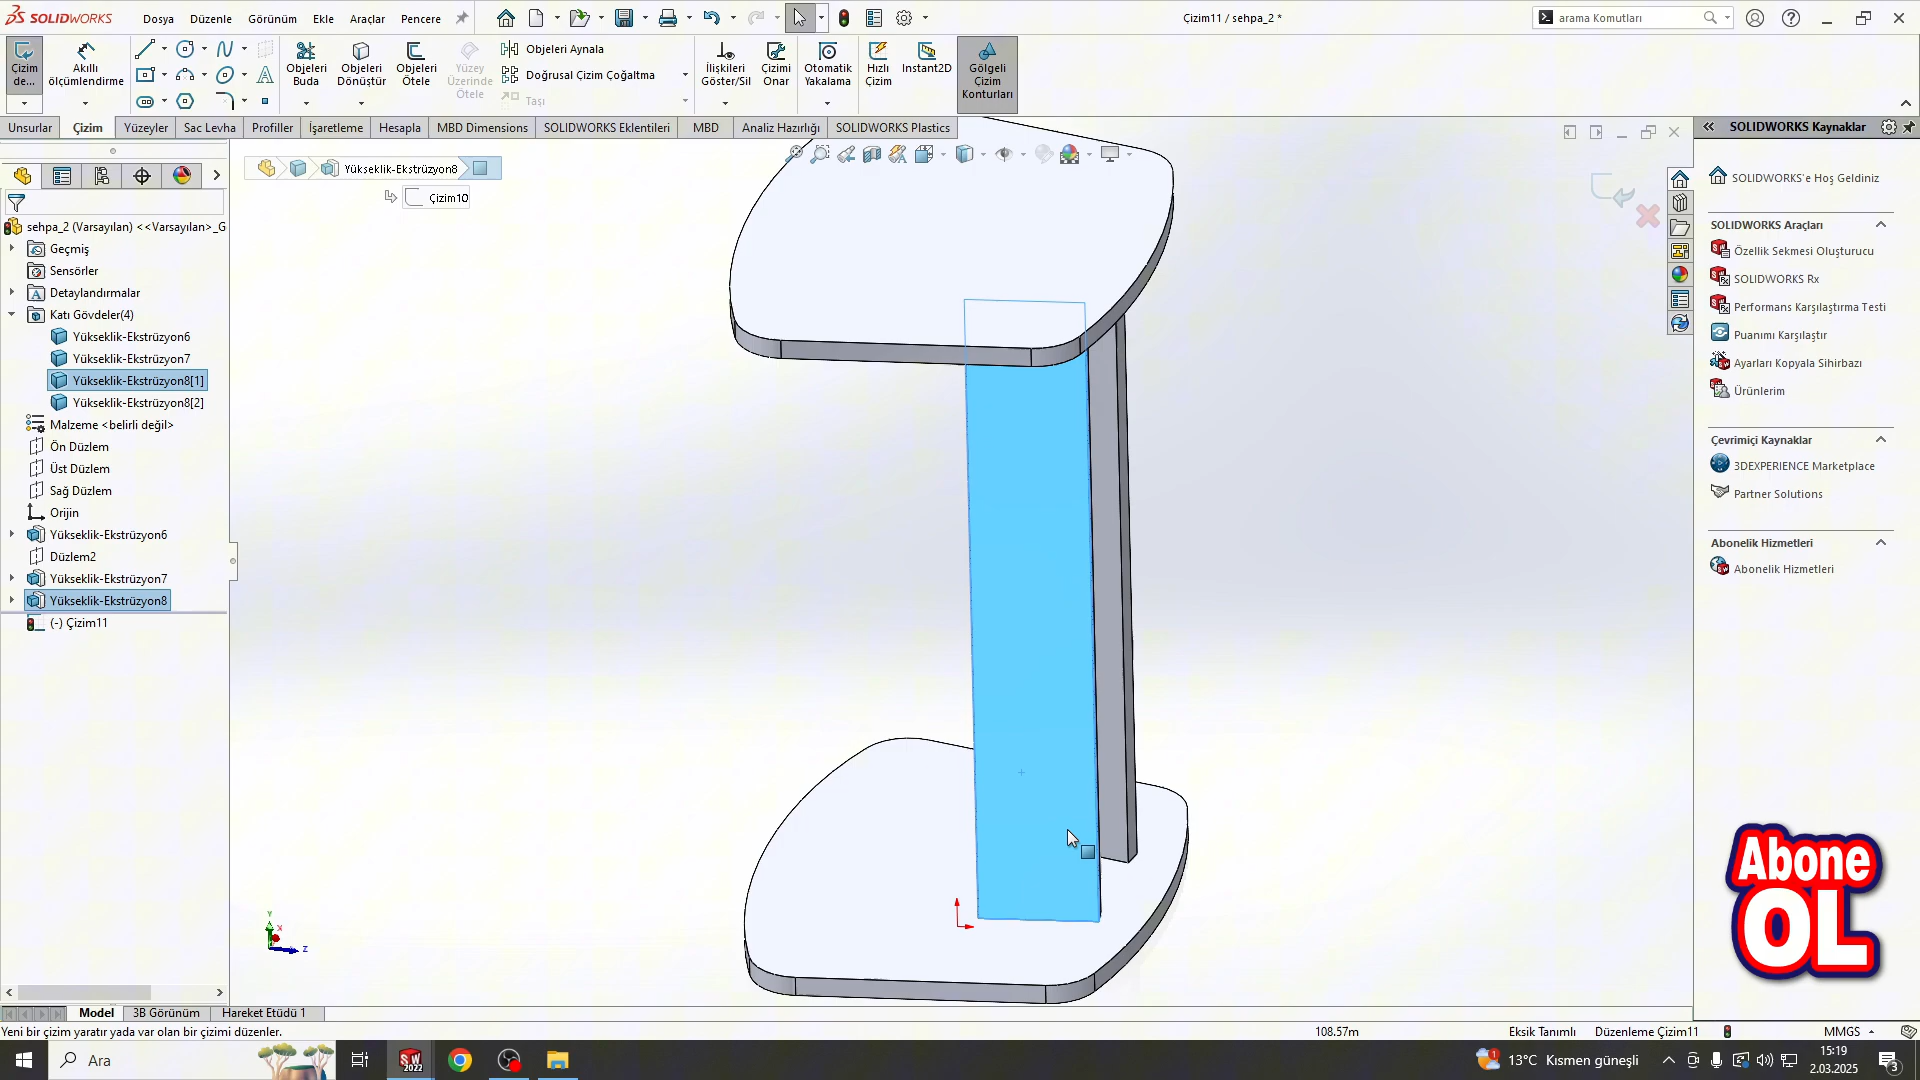 SOLIDWORKS
Dosya
Düzenle
Görünüm
Ekle
Araçlar
Pencere
Çizim11 / sehpa_2 *
arama Komutları
Çizim
de...
Akıllı
ölçümlendirme
Objeleri
Buda
Objeleri
Dönüştür
Objeleri
Ötele
Yüzey
Üzerinde
Ötele
Objeleri Aynala
Doğrusal Çizim Çoğaltma
Taşı
İlişkileri
Göster/Sil
Çizimi
Onar
Otomatik
Yakalama
Hızlı
Çizim
Instant2D
Gölgeli
Çizim
Konturları
Unsurlar
Çizim
Yüzeyler
Sac Levha
Profiller
İşaretleme
Hesapla
MBD Dimensions
SOLIDWORKS Eklentileri
MBD
Analiz Hazırlığı
SOLIDWORKS Plastics
Yükseklik-Ekstrüzyon8
Çizim10
sehpa_2 (Varsayılan) <<Varsayılan>_G
Geçmiş
Sensörler
Detaylandırmalar
Katı Gövdeler(4)
Yükseklik-Ekstrüzyon6
Yükseklik-Ekstrüzyon7
Yükseklik-Ekstrüzyon8[1]
Yükseklik-Ekstrüzyon8[2]
Malzeme <belirli değil>
Ön Düzlem
Üst Düzlem
Sağ Düzlem
Orijin
Yükseklik-Ekstrüzyon6
Düzlem2
Yükseklik-Ekstrüzyon7
Yükseklik-Ekstrüzyon8
(-) Çizim11
Y
X
Z
SOLIDWORKS Kaynaklar
SOLIDWORKS'e Hoş Geldiniz
SOLIDWORKS Araçları
Özellik Sekmesi Oluşturucu
SOLIDWORKS Rx
Performans Karşılaştırma Testi
Puanımı Karşılaştır
Ayarları Kopyala Sihirbazı
Ürünlerim
Çevrimiçi Kaynaklar
3DEXPERIENCE Marketplace
Partner Solutions
Abonelik Hizmetleri
Abonelik Hizmetleri
Abone
OL
Model
3B Görünüm
Hareket Etüdü 1
Yeni bir çizim yaratır yada var olan bir çizimi düzenler.
108.57m
Eksik Tanımlı
Düzenleme Çizim11
MMGS
Ara
SW
2022
1
13°C Kısmen güneşli
15:19
2.03.2025
3